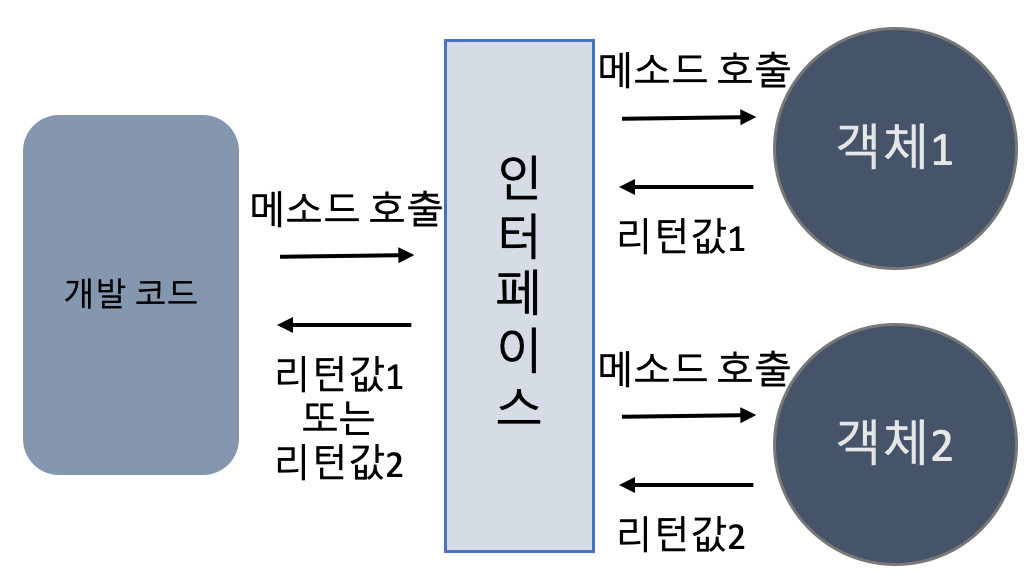 개발 코드
메소드 호출
리턴값1
또는
리턴값2
인
터
페
이
스
메소드 호출
리턴값1
객체1
메소드 호출
리턴값2
객체2